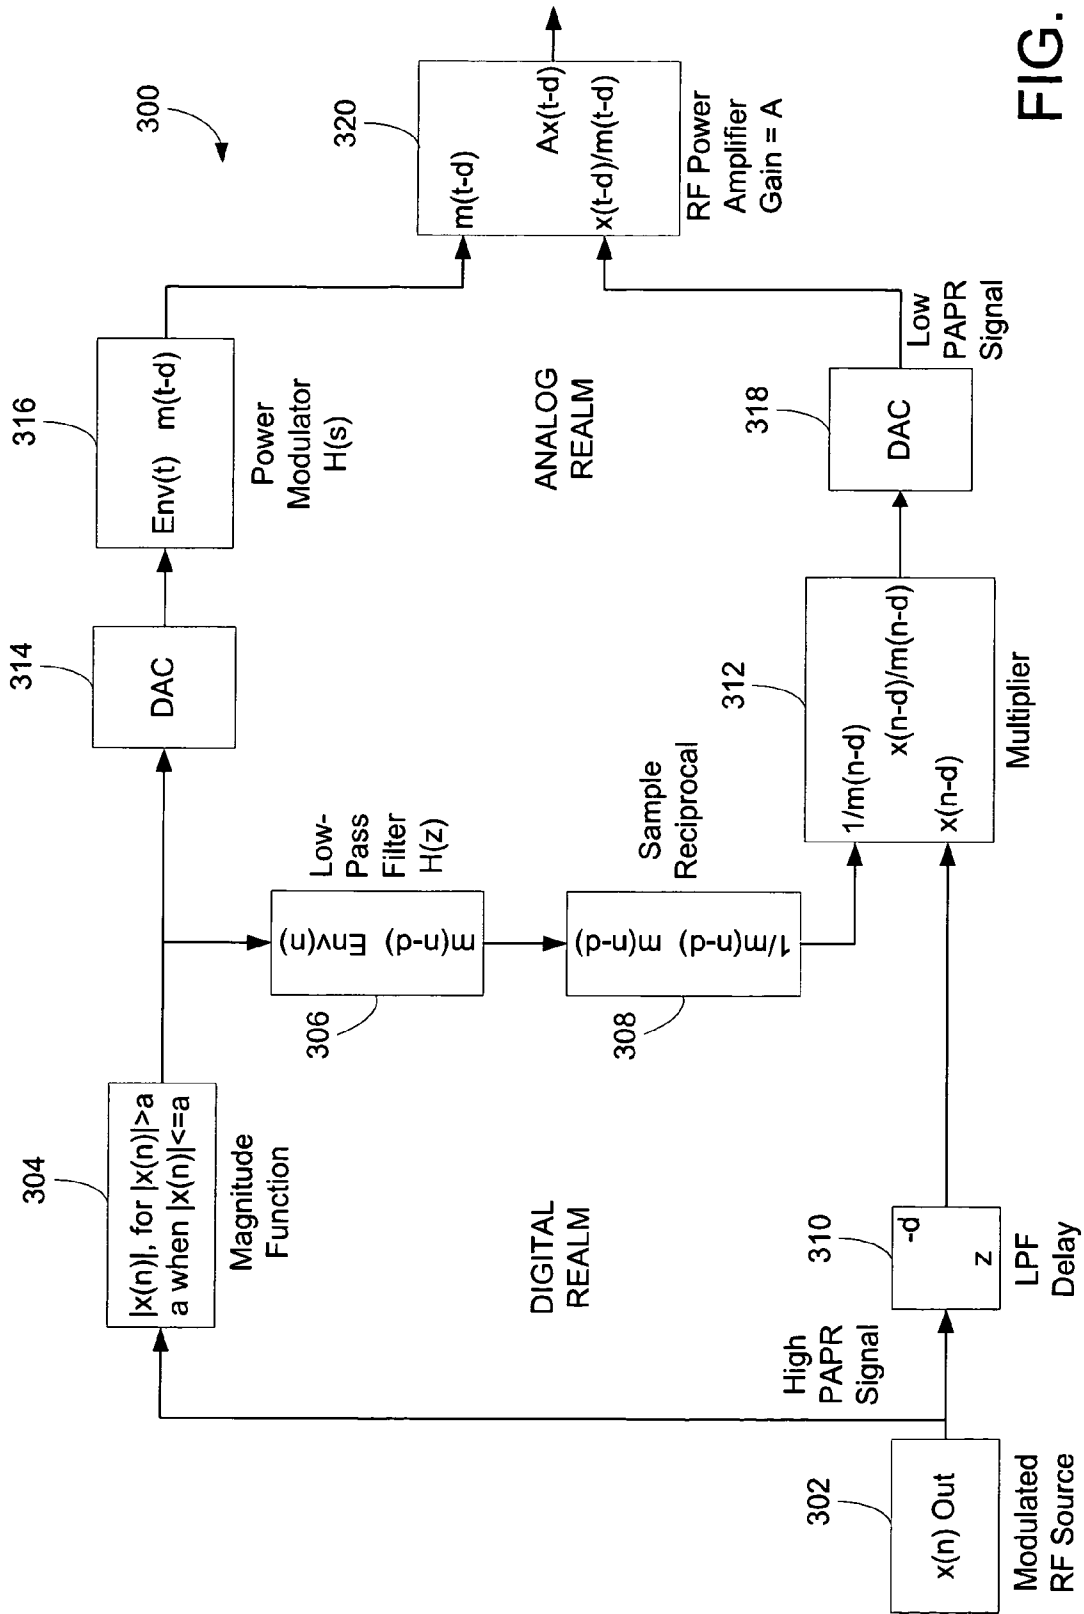 300
304
|x(n)|, for |x(n)|>a
a when |x(n)|<=a
Magnitude
Function
314
DAC
316
Env(t) m(t-d)
Power
Modulator
H(s)
306
Env(n)
m(n-d)
Low-
Pass
Filter
H(z)
308
m(n-d)
1/m(n-d)
Sample
Reciprocal
DIGITAL
REALM
ANALOG
REALM
302
x(n) Out
Modulated
RF Source
High
PAPR
Signal
310
-d
z
LPF
Delay
312
1/m(n-d)
x(n-d)/m(n-d)
x(n-d)
Multiplier
318
DAC
Low
PAPR
Signal
320
m(t-d)
Ax(t-d)
x(t-d)/m(t-d)
RF Power
Amplifier
Gain = A
FIG.